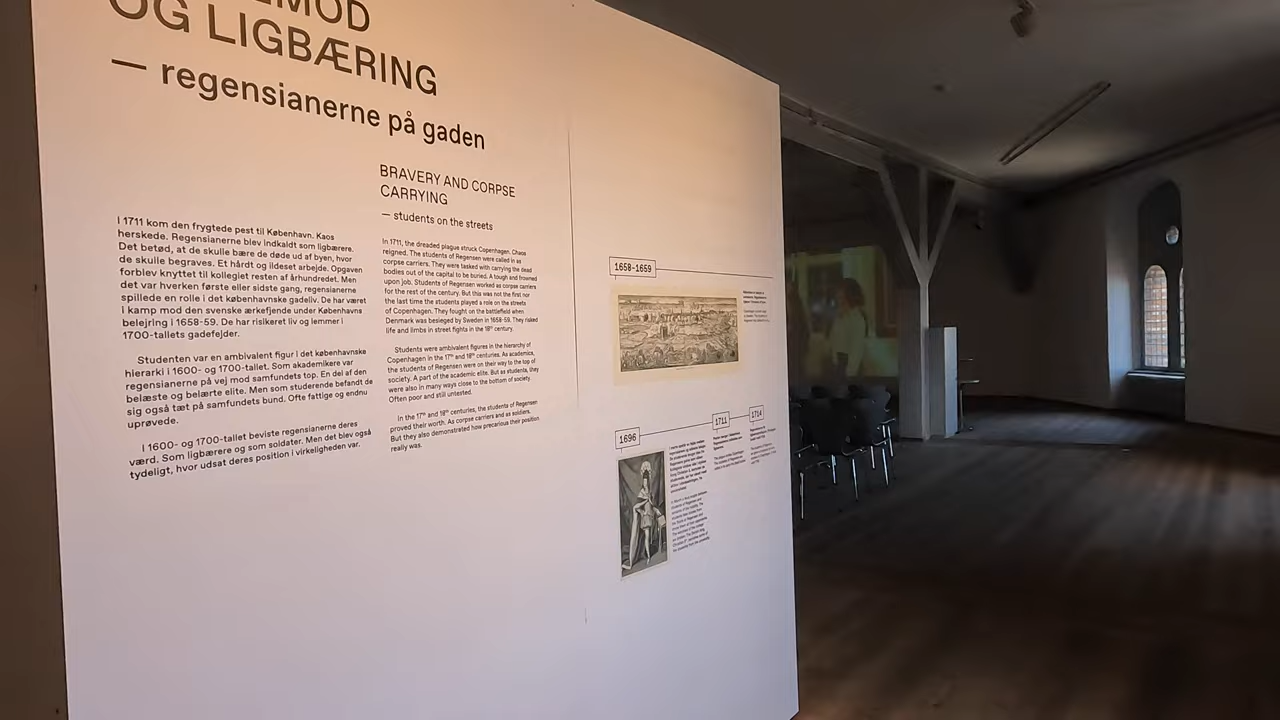 OG LIGBÆRING
— regensianerne på gaden
I 1711 kom den frygtede pest til København. Kaos
herskede. Regensianerne blev indkaldt som ligbærere.
Det betød, at de skulle bære de døde ud af byen, hvor
de skulle begraves. Et hårdt og ildeset arbejde. Opgaven
forblev knyttet til kollegiet resten af århundredet. Men
det var hverken første eller sidste gang, regensianerne
spillede en rolle i det københavnske gadeliv. De har været
i kamp mod den svenske ærkefjende under Københavns
belejring i 1658-59. De har risikeret liv og lemmer i
1700-tallets gadefejder.
Studenten var en ambivalent figur i det københavnske
hierarki i 1600- og 1700-tallet. Som akademikere var
regensianerne på vej mod samfundets top. En del af den
belæste og belærte elite. Men som studerende befandt de
sig også tæt på samfundets bund. Ofte fattige og endnu
uprøvede.
I 1600- og 1700-tallet beviste regensianerne deres
værd. Som ligbærere og som soldater. Men det blev også
tydeligt, hvor udsat deres position i virkeligheden var.
BRAVERY AND CORPSE
CARRYING
— students on the streets
In 1711, the dreaded plague struck Copenhagen. Chaos
reigned. The students of Regensen were called in as
corpse carriers. They were tasked with carrying the dead
bodies out of the capital to be buried. A tough and frowned
upon job. Students of Regensen worked as corpse carriers
for the rest of the century. But this was not the first nor
the last time the students played a role on the streets
of Copenhagen. They fought on the battlefield when
Denmark was besieged by Sweden in 1658-59. They risked
life and limbs in street fights in the 18th century.
Students were ambivalent figures in the hierarchy of
Copenhagen in the 17th and 18th centuries. As academics,
the students of Regensen were on their way to the top of
society. A part of the academic elite. But as students, they
were also in many ways close to the bottom of society.
Often poor and still untested.
In the 17th and 18th centuries, the students of Regensen
proved their worth. As corpse carriers and as soldiers.
But they also demonstrated how precarious their position
really was.
1658-1659
1696
1711
1714